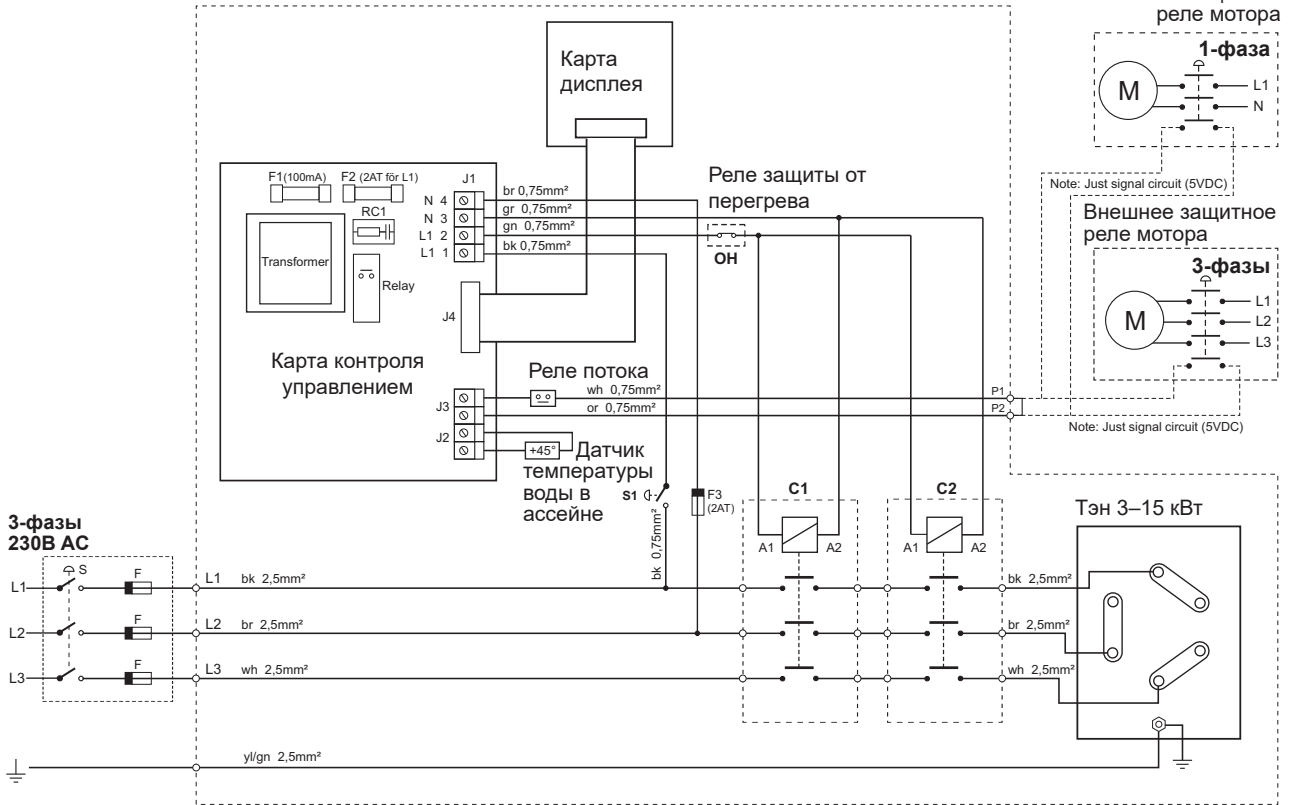 реле мотора
1-фаза
M
L1
N
Note: Just signal circuit (5VDC)
Внешнее защитное
реле мотора
3-фазы
M
L1
L2
L3
Note: Just signal circuit (5VDC)
Карта
дисплея
F1(100mA)
F2 (2AT för L1)
J1
RC1
N 4
N 3
L1 2
L1 1
br 0,75mm²
gr 0,75mm²
gn 0,75mm²
bk 0,75mm²
Transformer
Relay
J4
Реле защиты от
перегрева
OH
Карта контроля
управлением
Реле потока
wh 0,75mm²
or 0,75mm²
P1
P2
J3
J2
+45°
Датчик
температуры
воды в
ассейне
S1
F3
(2AT)
bk 0,75mm²
C1
C2
A1
A2
A1
A2
Тэн 3–15 кВт
3-фазы
230В AC
S
F
L1
L1
bk 2,5mm²
bk 2,5mm²
F
L2
L2
br 2,5mm²
br 2,5mm²
F
L3
L3
wh 2,5mm²
wh 2,5mm²
yl/gn 2,5mm²